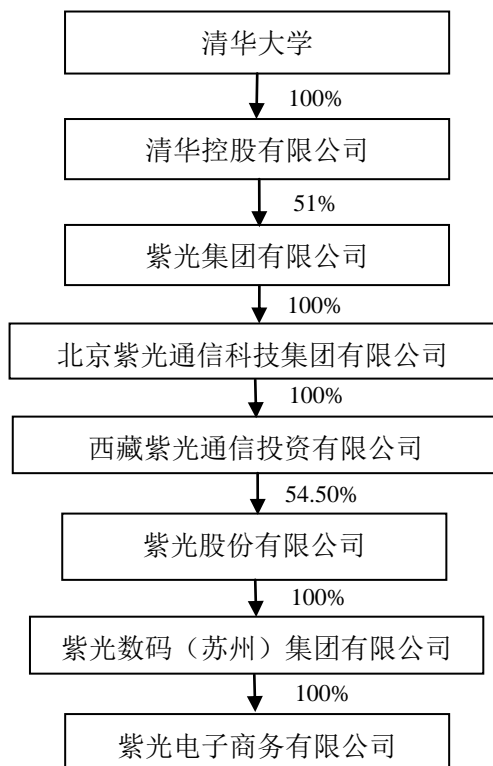 清华大学
100%
清华控股有限公司
51%
紫光集团有限公司
100%
北京紫光通信科技集团有限公司
100%
西藏紫光通信投资有限公司
54.50%
紫光股份有限公司
100%
紫光数码（苏州）集团有限公司
100%
紫光电子商务有限公司